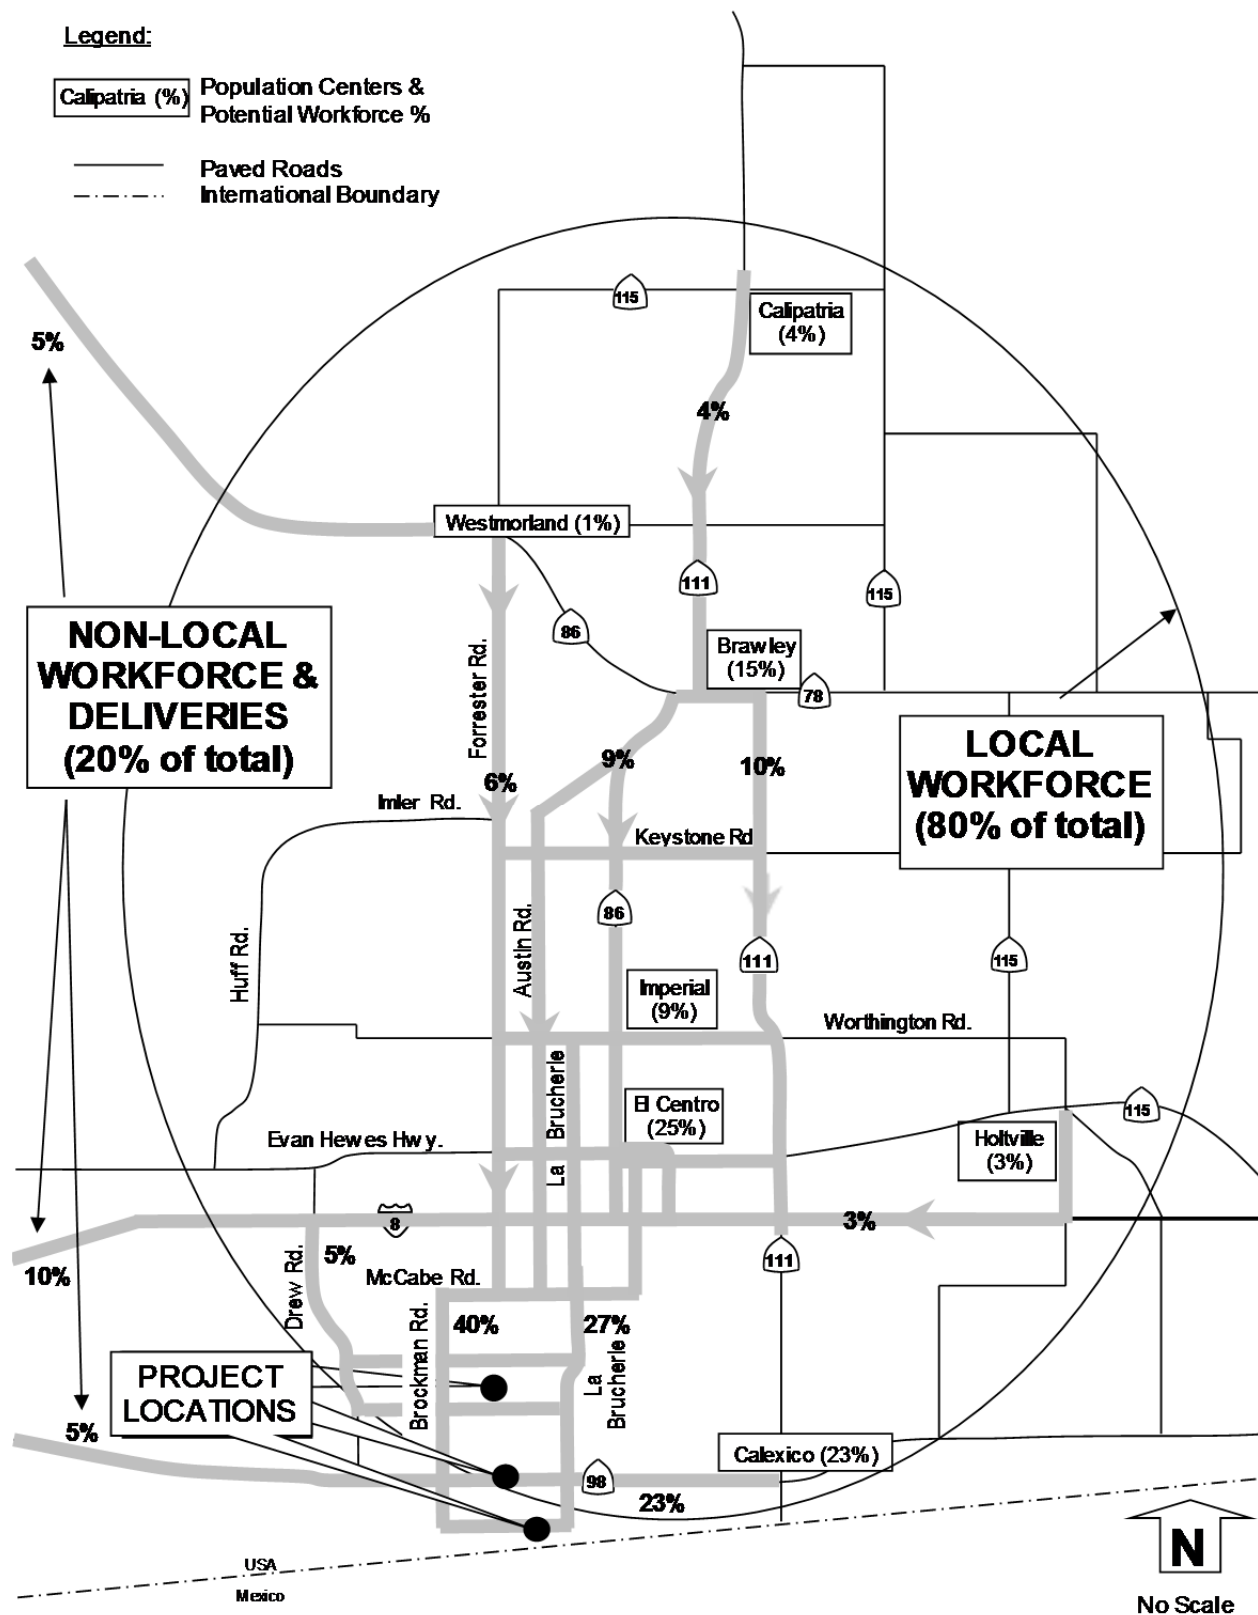 Legend:
Calipatria (%)
Population Centers &
Potential Workforce %
Paved Roads
International Boundary
115
Calipatria
(4%)
5%
4%
Westmorland (1%)
111
115
86
NON-LOCAL
WORKFORCE &
DELIVERIES
(20% of total)
Forrester Rd.
Brawley
(15%)
78
LOCAL
WORKFORCE
(80% of total)
9%
10%
6%
Imler Rd.
Keystone Rd
86
Huff Rd.
Austin Rd.
111
115
Imperial
(9%)
Worthington Rd.
La Brucherie
El Centro
(25%)
115
Evan Hewes Hwy.
Holtville
(3%)
8
3%
10%
5%
111
Drew Rd.
McCabe Rd.
Brockman Rd.
40%
27%
La
Brucherie
PROJECT
LOCATIONS
5%
Calexico (23%)
98
23%
USA
Mexico
N
No Scale